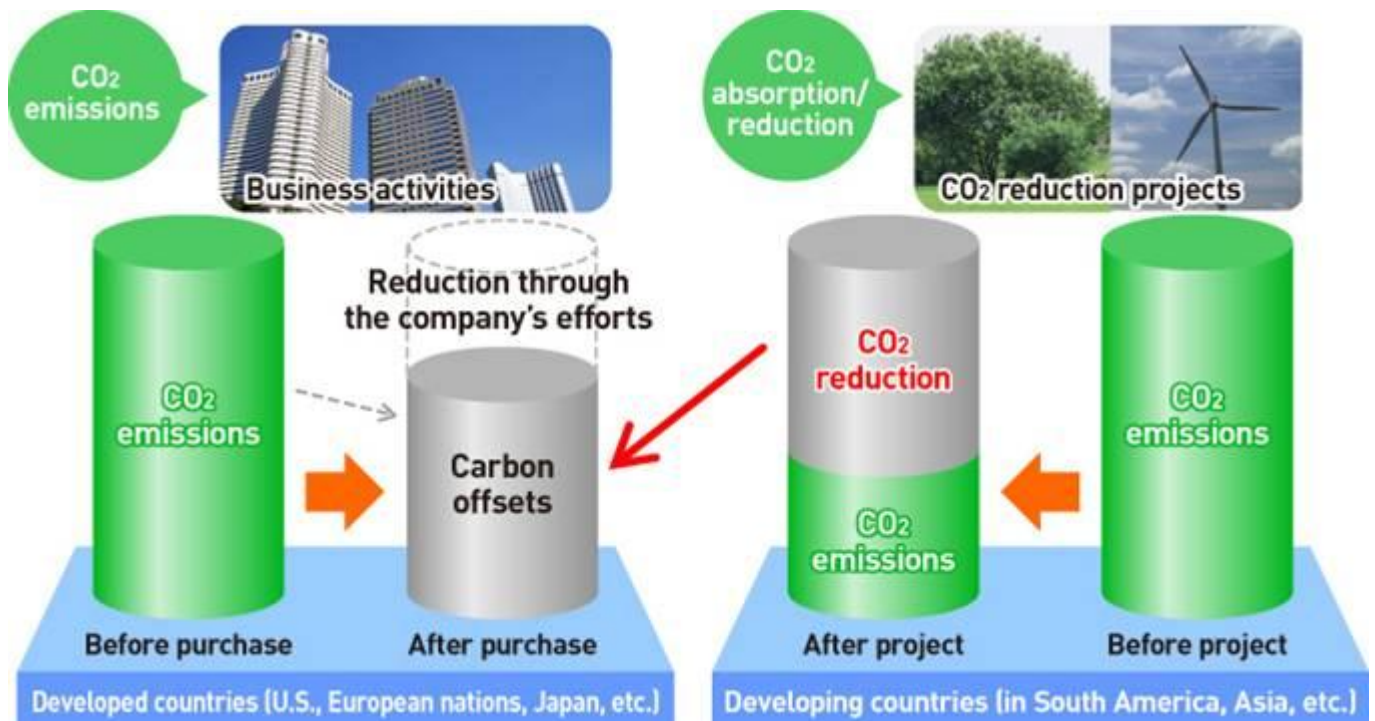 CO₂
emissions
Business activities
CO₂
absorption/
reduction
CO₂ reduction projects
CO₂
emissions
Reduction through
the company's efforts
Carbon
offsets
CO₂
reduction
CO₂
emissions
CO₂
emissions
Before purchase
After purchase
After project
Before project
Developed countries (U.S., European nations, Japan, etc.)
Developing countries (in South America, Asia, etc.)